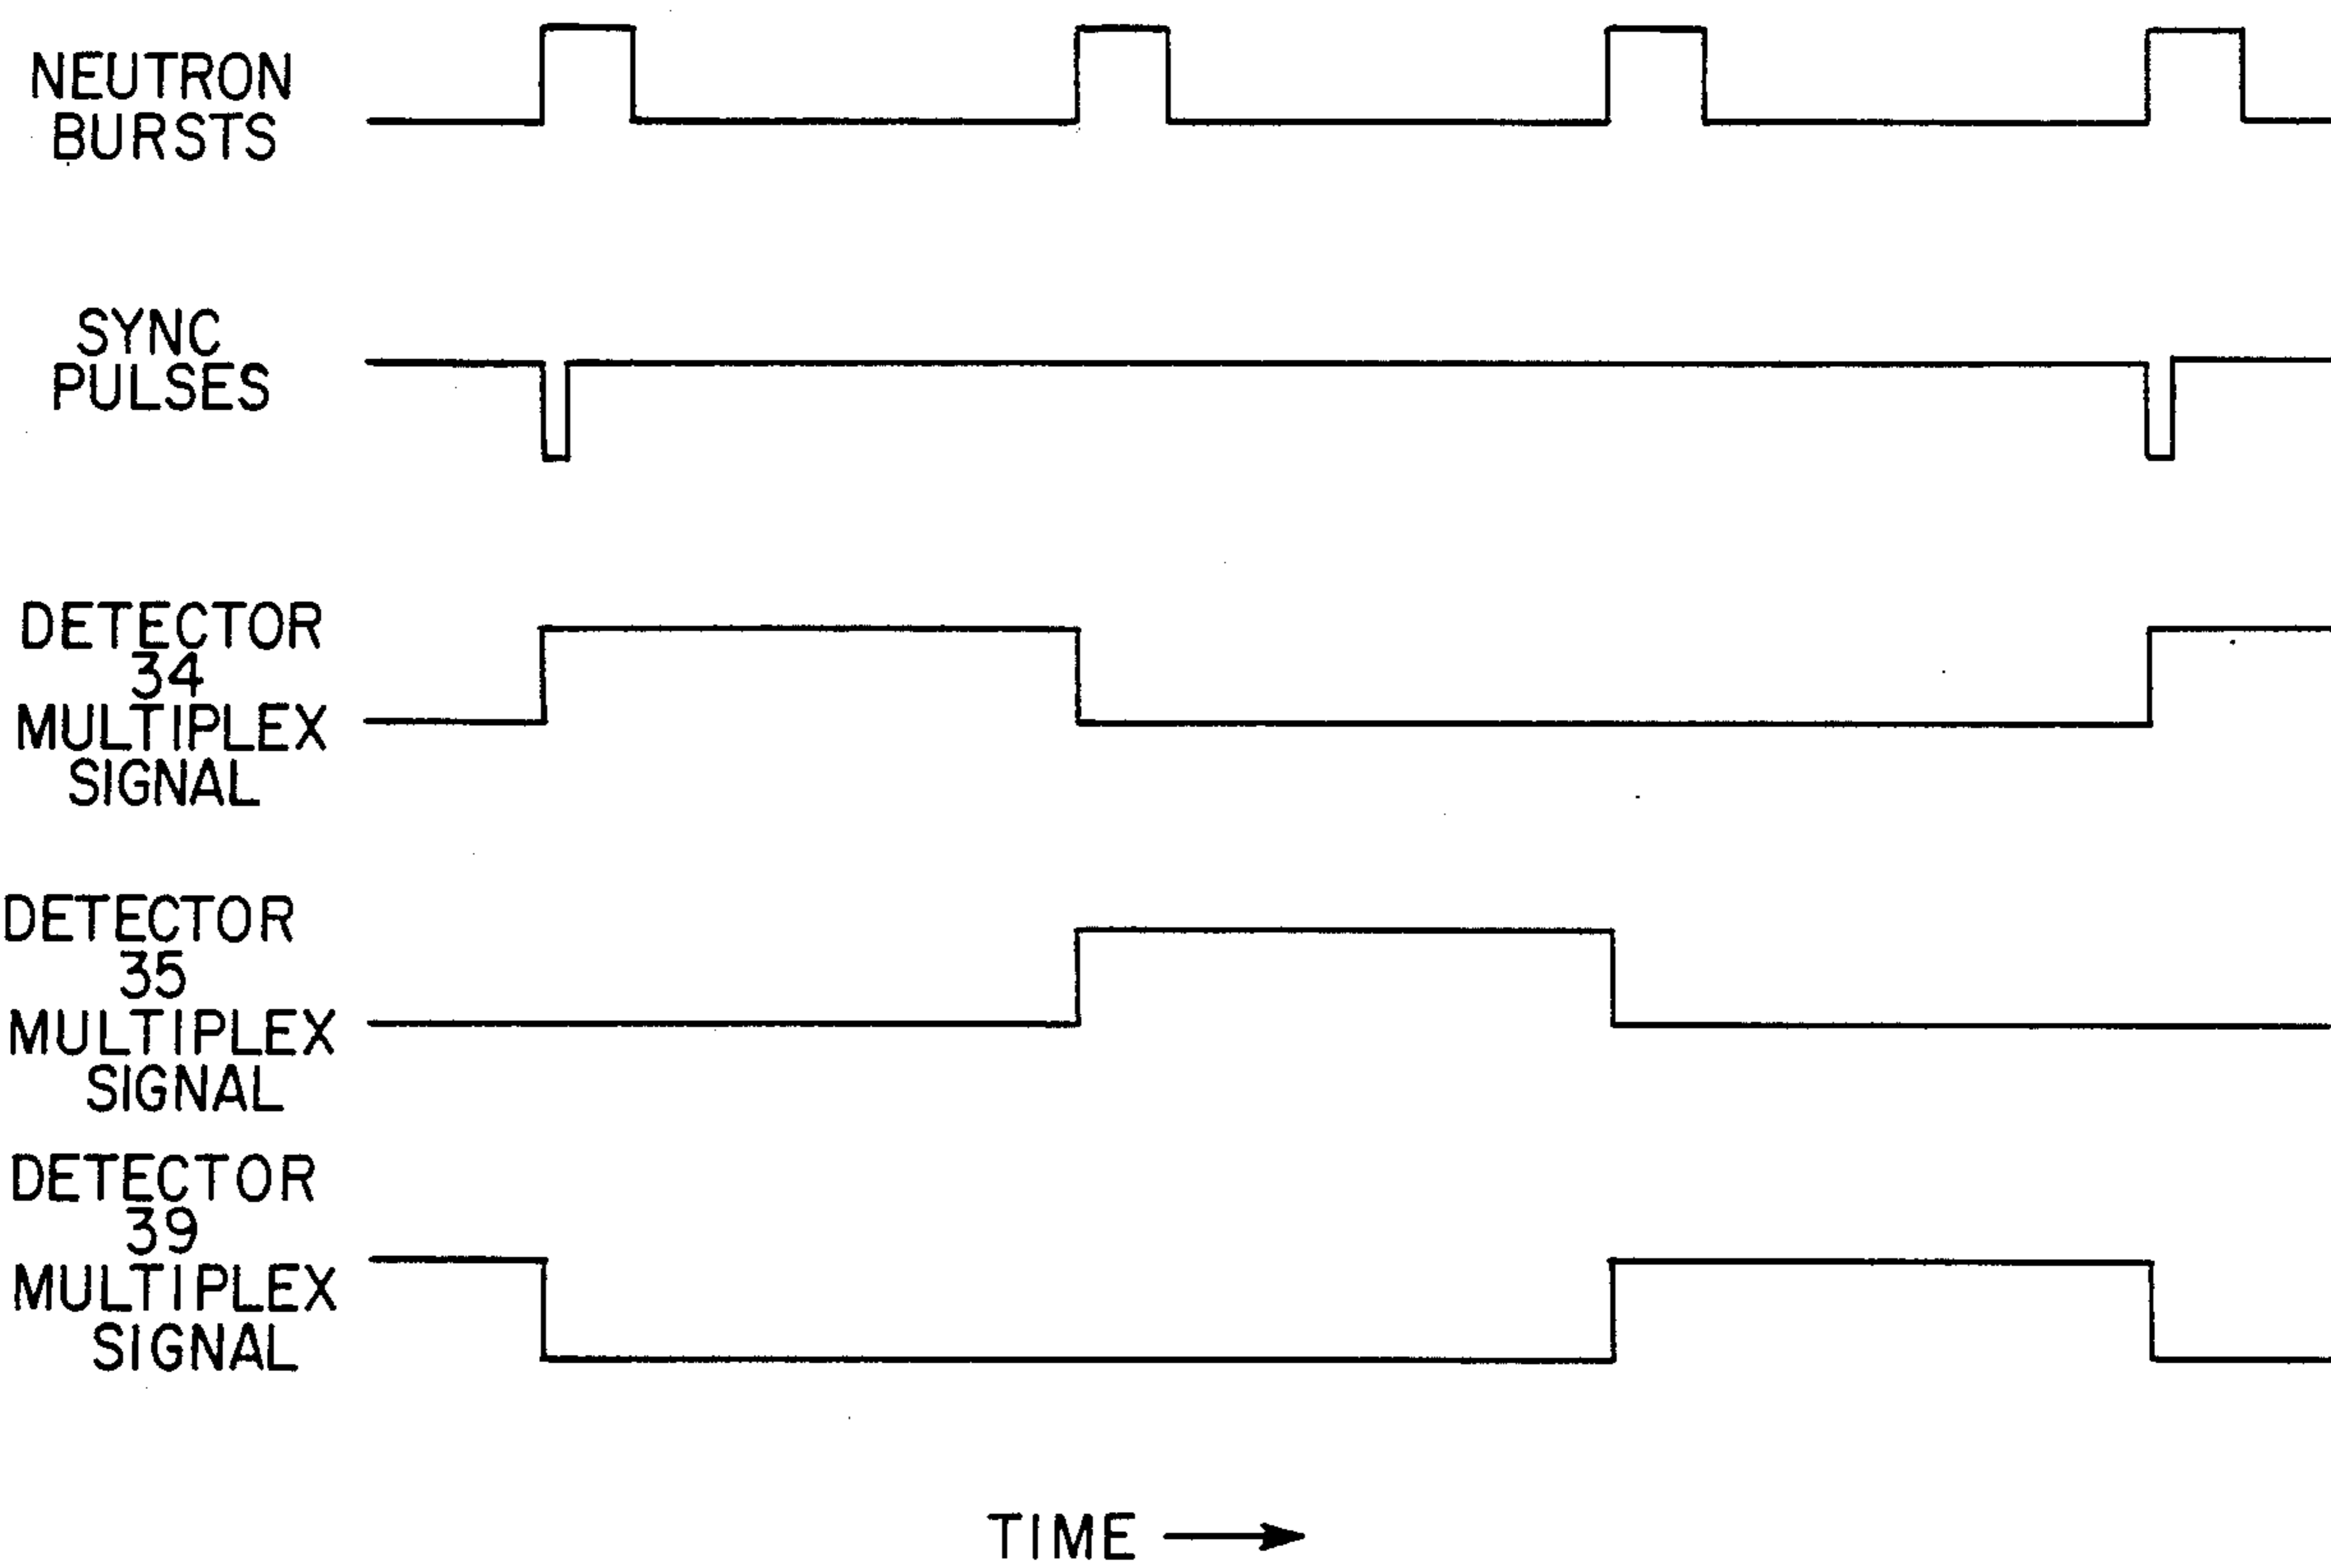 NEUTRON
BURSTS
SYNC
PULSES
DETECTOR
34
MULTIPLEX
SIGNAL
DETECTOR
35
MULTIPLEX
SIGNAL
DETECTOR
39
MULTIPLEX
SIGNAL
TIME